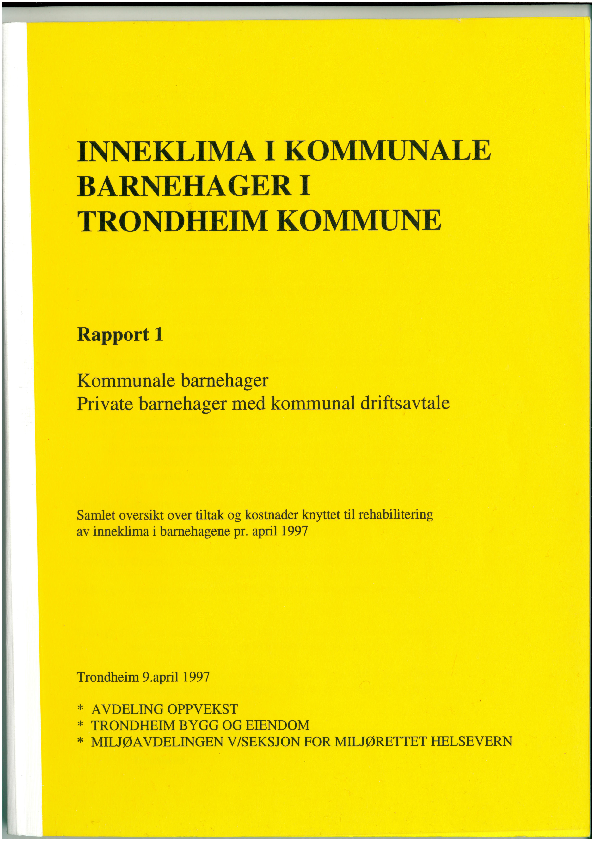 INNEKLIMA I KOMMUNALE
BARNEHAGER I
TRONDHEIM KOMMUNE
Rapport 1
Kommunale barnehager
Private barnehager med kommunal driftsavtale
Samlet oversikt over tiltak og kostnader knyttet til rehabilitering
av inneklima i barnehagene pr. april 1997
Trondheim 9.april 1997
* AVDELING OPPVEKST
* TRONDHEIM BYGG OG EIENDOM
* MILJØAVDELINGEN V/SEKSJON FOR MILJØRETTET HELSEVERN